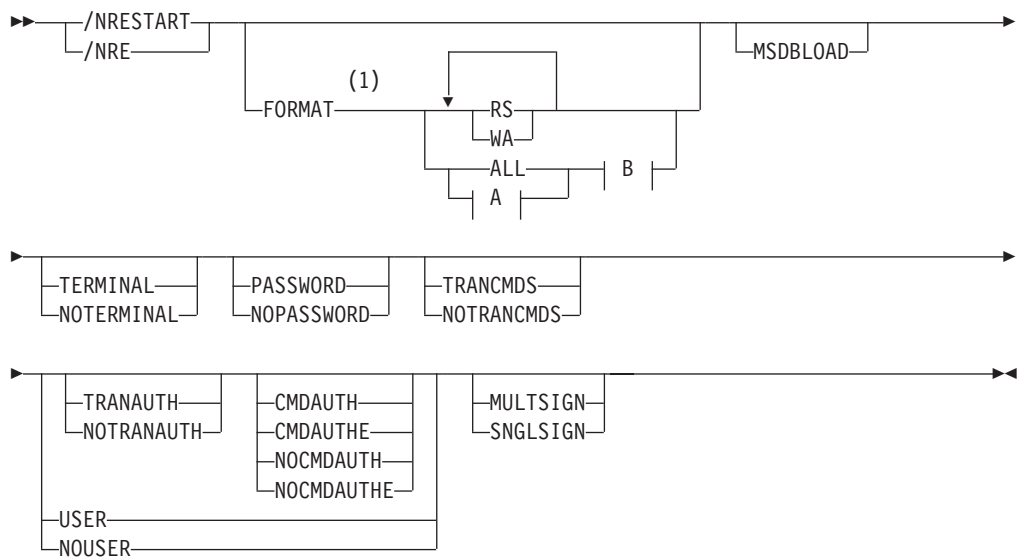 /NRESTART
/NRE
FORMAT (1)
RS
WA
ALL
A
B
MSDBLOAD
TERMINAL
NOTERMINAL
PASSWORD
NOPASSWORD
TRANCMDS
NOTRANCMDS
TRANAUTH
NOTRANAUTH
CMDAUTH
CMDAUTHE
NOCMDAUTH
NOCMDAUTHE
MULTSIGN
SNGLSIGN
USER
NOUSER